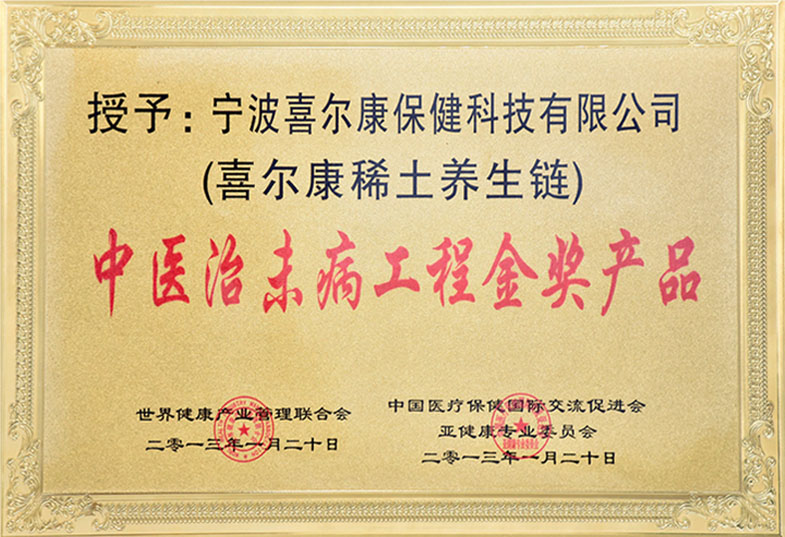 授予：宁波喜尔康保健科技有限公司
(喜尔康稀土养生链)
中医治未病工程金奖产品
世界健康产业管理联合会
二零一三年一月二十日
中国医疗保健国际交流促进会
亚健康专业委员会
二零一三年一月二十日